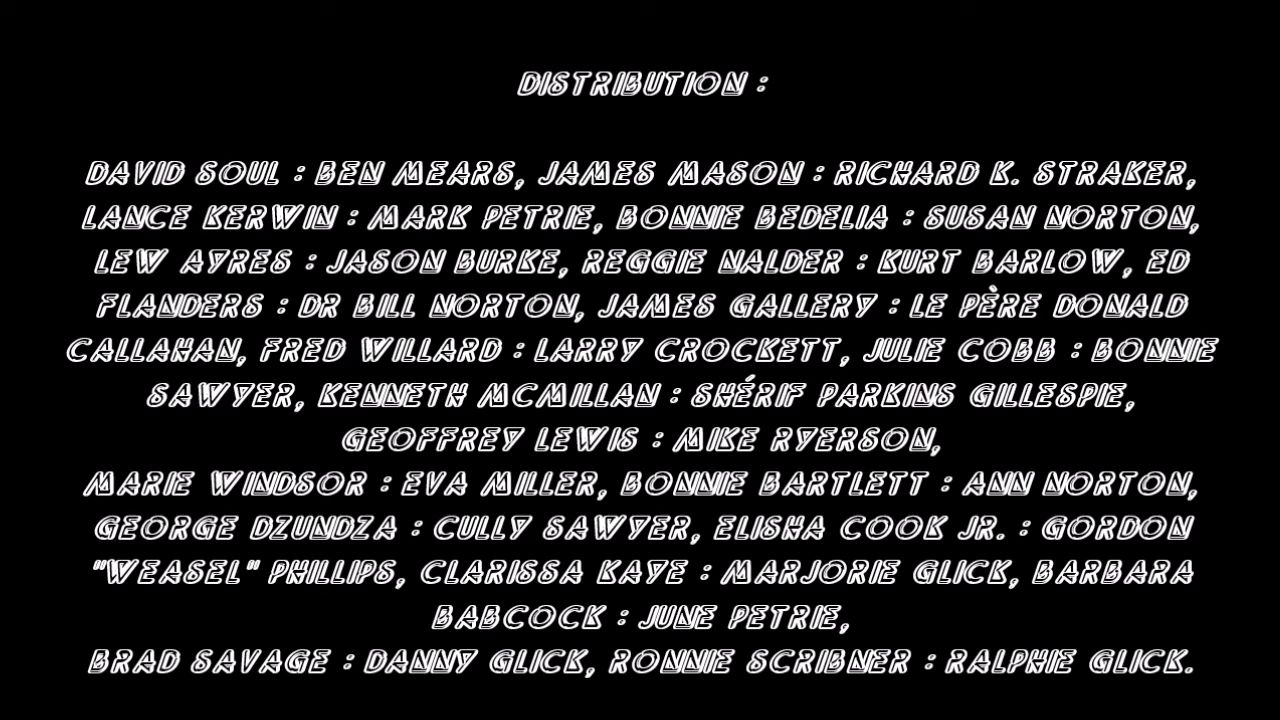 DISTRIBUTION :
DAVID SOUL : BEN MEARS, JAMES MASON : RICHARD K. STRAKER,
LANCE KERWIN : MARK PETRIE, BONNIE BEDELIA : SUSAN NORTON,
LEW AYRES : JASON BURKE, REGGIE NALDER : KURT BARLOW, ED
FLANDERS : DR BILL NORTON, JAMES GALLERY : LE PÈRE DONALD
CALLAHAN, FRED WILLARD : LARRY CROCKETT, JULIE COBB : BONNIE
SAWYER, KENNETH MCMILLAN : SHÉRIF PARKINS GILLESPIE,
GEOFFREY LEWIS : MIKE RYERSON,
MARIE WINDSOR : EVA MILLER, BONNIE BARTLETT : ANN NORTON,
GEORGE DZUNDZA : CULLY SAWYER, ELISHA COOK JR. : GORDON
"WEASEL" PHILLIPS, CLARISSA KAYE : MARJORIE GLICK, BARBARA
BABCOCK : JUNE PETRIE,
BRAD SAVAGE : DANNY GLICK, RONNIE SCRIBNER : RALPHIE GLICK.